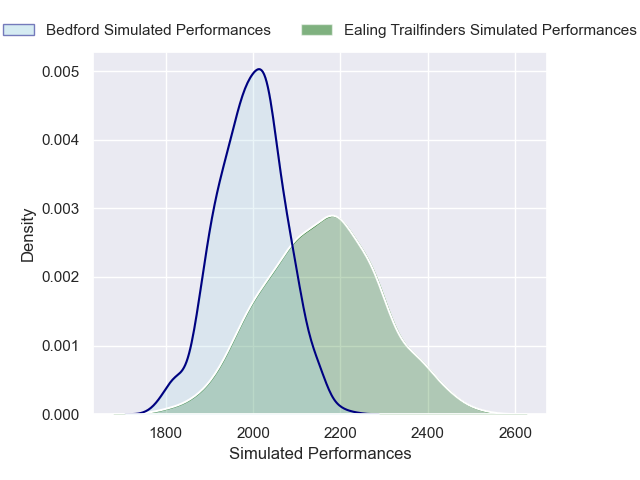 Bedford Simulated Performances
Ealing Trailfinders Simulated Performances
0.005
0.004
0.003
0.002
0.001
0.000
Density
1800 2000 2200 2400 2600
Simulated Performances